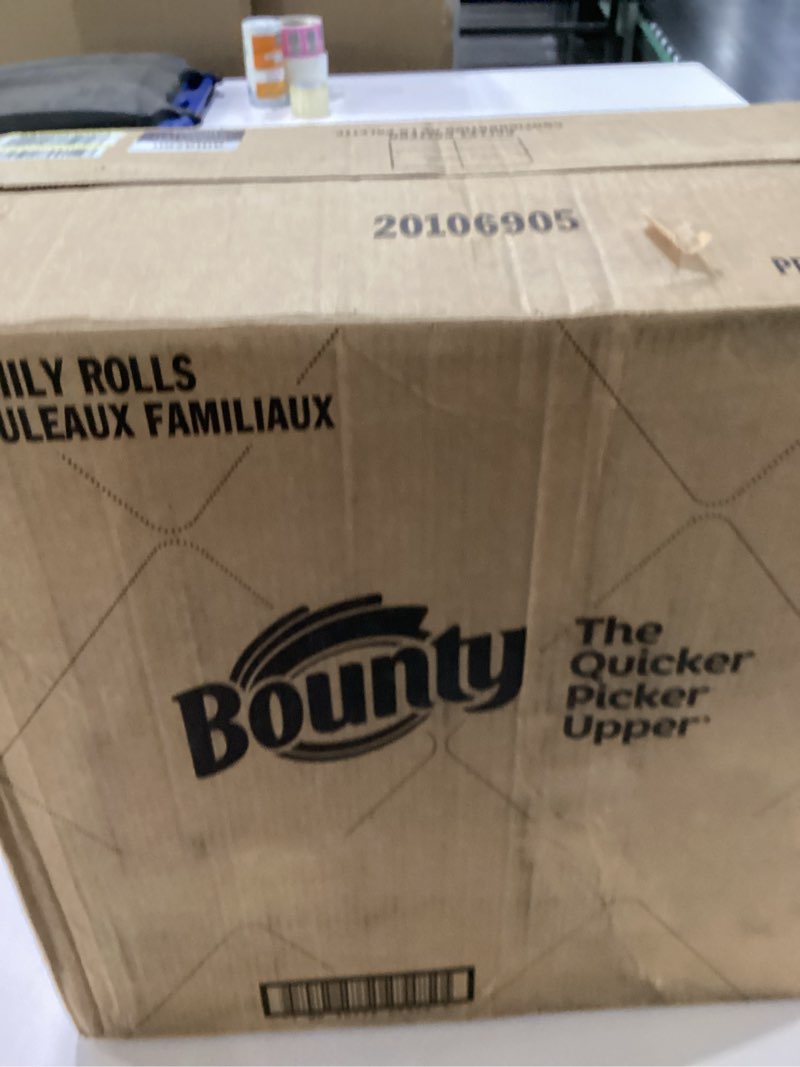 20106905
ILY ROLLS
ULEAUX FAMILIAUX
Bounty
The
Quicker
Picker
Upper